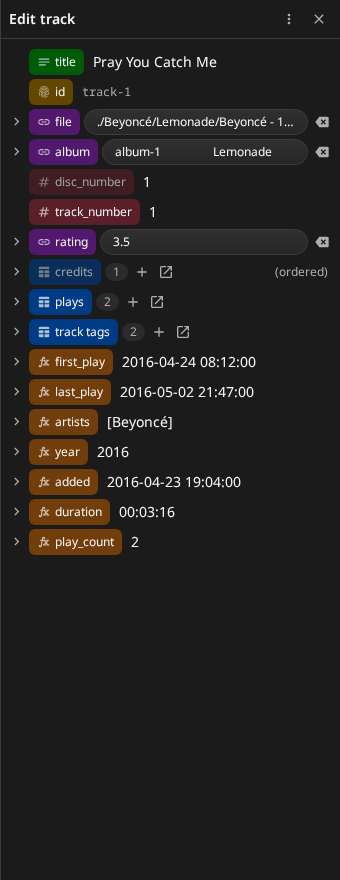 Edit track
title Pray You Catch Me
id track-1
file ./Beyoncé/Lemonade/Beyoncé - 1...
album album-1 Lemonade
# disc_number 1
# track_number 1
rating 3.5
credits 1 + (ordered)
plays 2 +
track tags 2 +
fx first_play 2016-04-24 08:12:00
fx last_play 2016-05-02 21:47:00
fx artists [Beyoncé]
fx year 2016
fx added 2016-04-23 19:04:00
fx duration 00:03:16
fx play_count 2